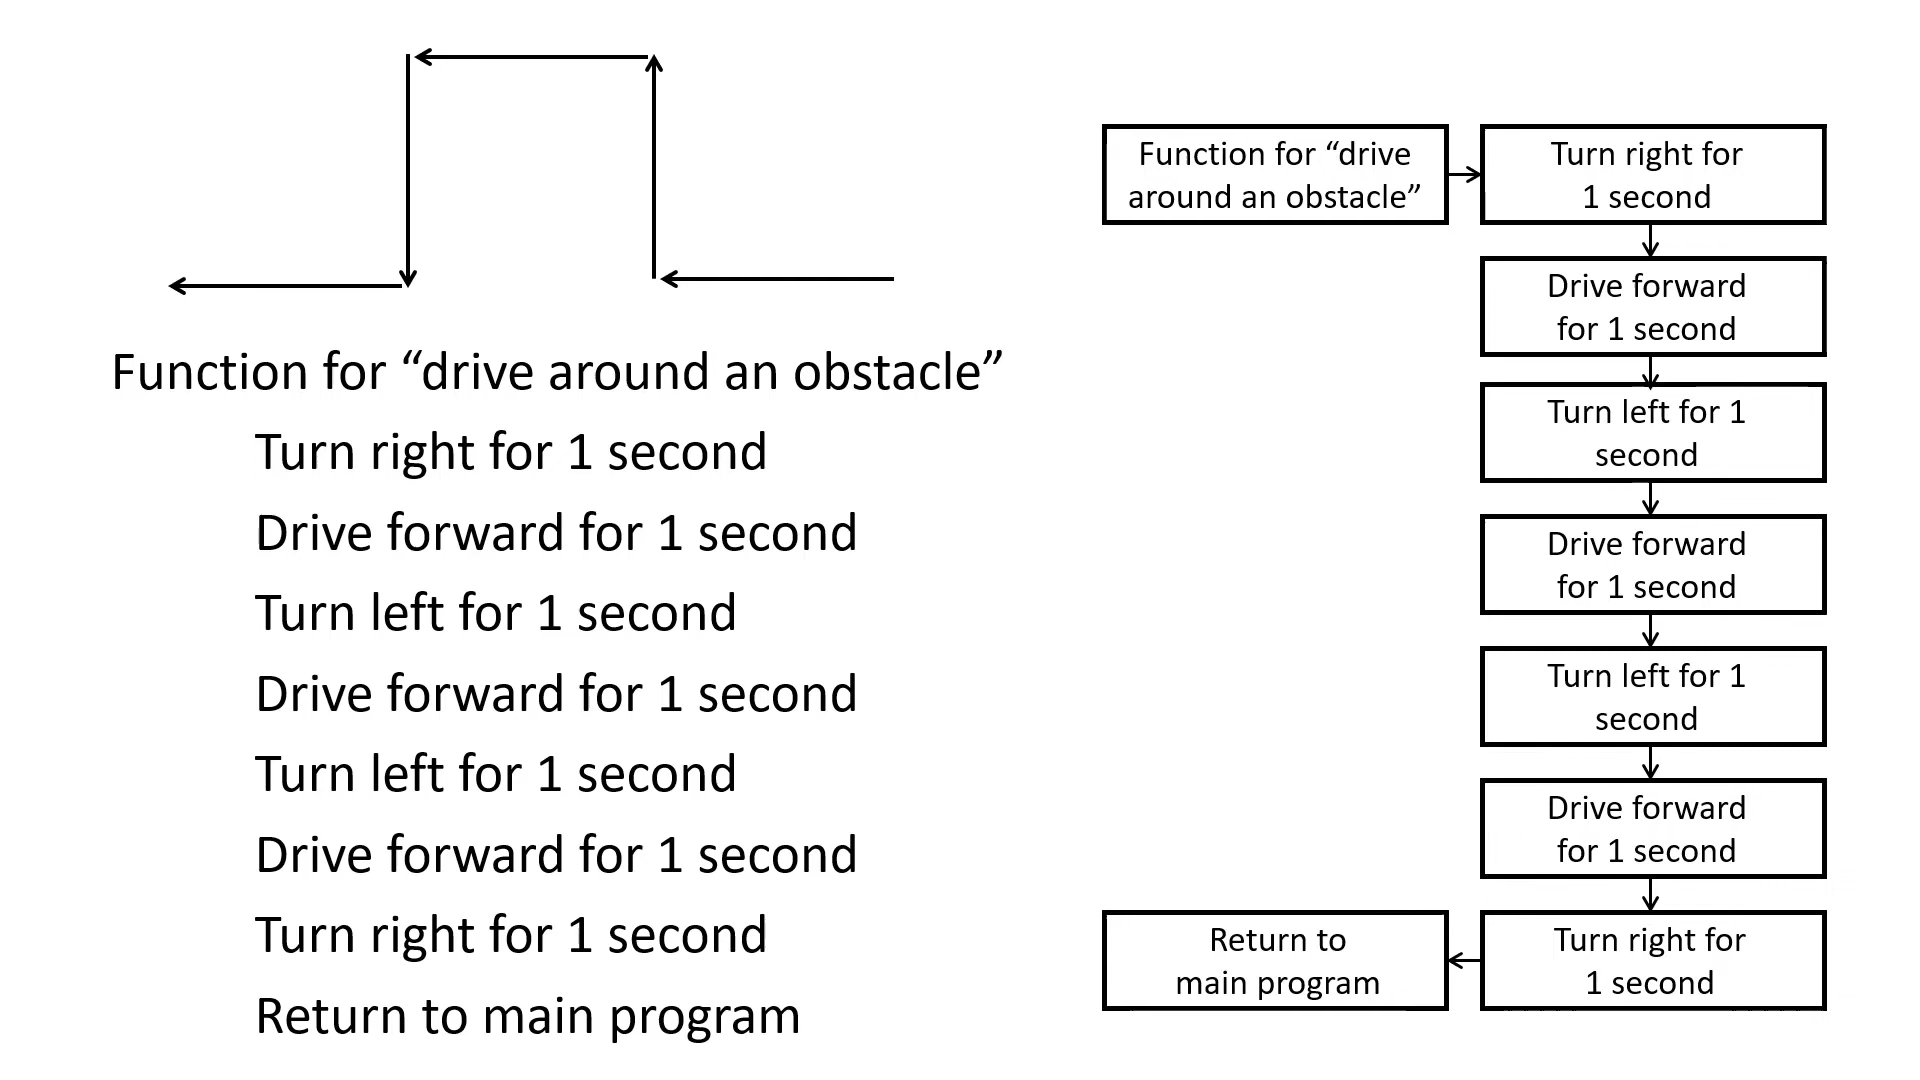 Function for “drive around an obstacle”
Turn right for 1 second
Drive forward for 1 second
Turn left for 1 second
Drive forward for 1 second
Turn left for 1 second
Drive forward for 1 second
Turn right for 1 second
Return to main program
Function for “drive
around an obstacle”
Turn right for
1 second
Drive forward
for 1 second
Turn left for 1
second
Drive forward
for 1 second
Turn left for 1
second
Drive forward
for 1 second
Turn right for
1 second
Return to
main program